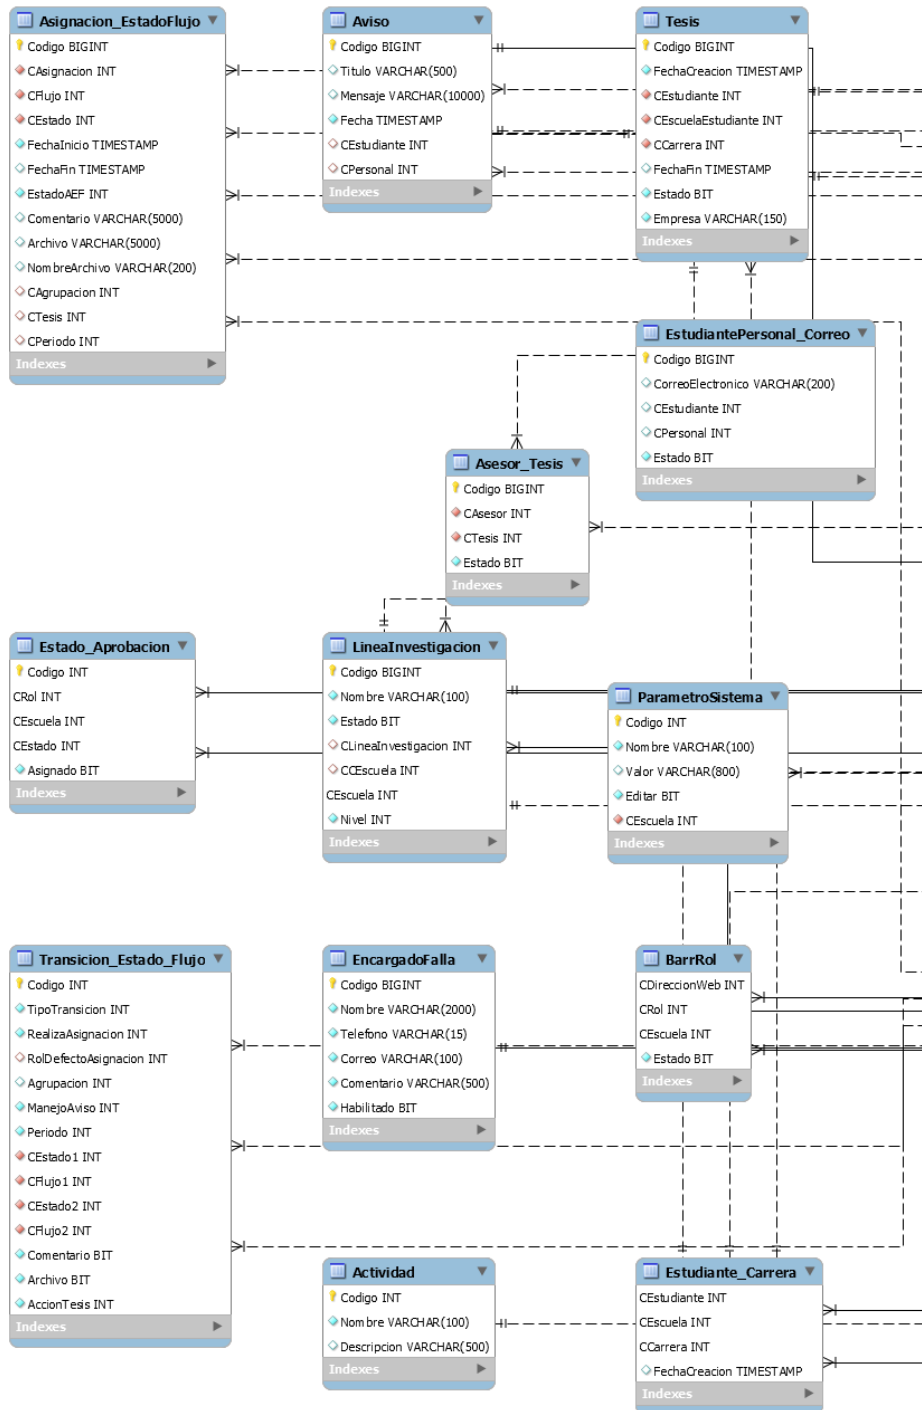 Asignacion_EstadoFlujo
Codigo BIGINT
CAsignacion INT
CFlujo INT
CEstado INT
FechaInicio TIMESTAMP
FechaFin TIMESTAMP
EstadoAEF INT
Comentario VARCHAR(5000)
Archivo VARCHAR(5000)
NombreArchivo VARCHAR(200)
CAgrupacion INT
CTesis INT
CPeriodo INT
Indexes
Aviso
Codigo BIGINT
Titulo VARCHAR(500)
Mensaje VARCHAR(10000)
Fecha TIMESTAMP
CEstudiante INT
CPersonal INT
Indexes
Tesis
Codigo BIGINT
FechaCreacion TIMESTAMP
CEstudiante INT
CEscuelaEstudiante INT
CCarrera INT
FechaFin TIMESTAMP
Estado BIT
Empresa VARCHAR(150)
Indexes
EstudiantePersonal_Correo
Codigo BIGINT
CorreoElectronico VARCHAR(200)
CEstudiante INT
CPersonal INT
Estado BIT
Indexes
Asesor_Tesis
Codigo BIGINT
CAsesor INT
CTesis INT
Estado BIT
Indexes
Estado_Aprobacion
Codigo INT
CRol INT
CEscuela INT
CEstado INT
Asignado BIT
Indexes
LineaInvestigacion
Codigo BIGINT
Nombre VARCHAR(100)
Estado BIT
CLineaInvestigacion INT
CCEscuela INT
CEscuela INT
Nivel INT
Indexes
ParametroSistema
Codigo INT
Nombre VARCHAR(100)
Valor VARCHAR(800)
Editar BIT
CEscuela INT
Indexes
Transicion_Estado_Flujo
Codigo INT
TipoTransicion INT
RealizaAsignacion INT
RolDefectoAsignacion INT
Agrupacion INT
ManejoAviso INT
Periodo INT
CEstado1 INT
CFlujo1 INT
CEstado2 INT
CFlujo2 INT
Comentario BIT
Archivo BIT
AccionTesis INT
Indexes
EncargadoFalla
Codigo BIGINT
Nombre VARCHAR(2000)
Telefono VARCHAR(15)
Correo VARCHAR(100)
Comentario VARCHAR(500)
Habilitado BIT
Indexes
BarrRol
CDireccionWeb INT
CRol INT
CEscuela INT
Estado BIT
Indexes
Actividad
Codigo INT
Nombre VARCHAR(100)
Descripcion VARCHAR(500)
Indexes
Estudiante_Carrera
CEstudiante INT
CEscuela INT
CCarrera INT
FechaCreacion TIMESTAMP
Indexes